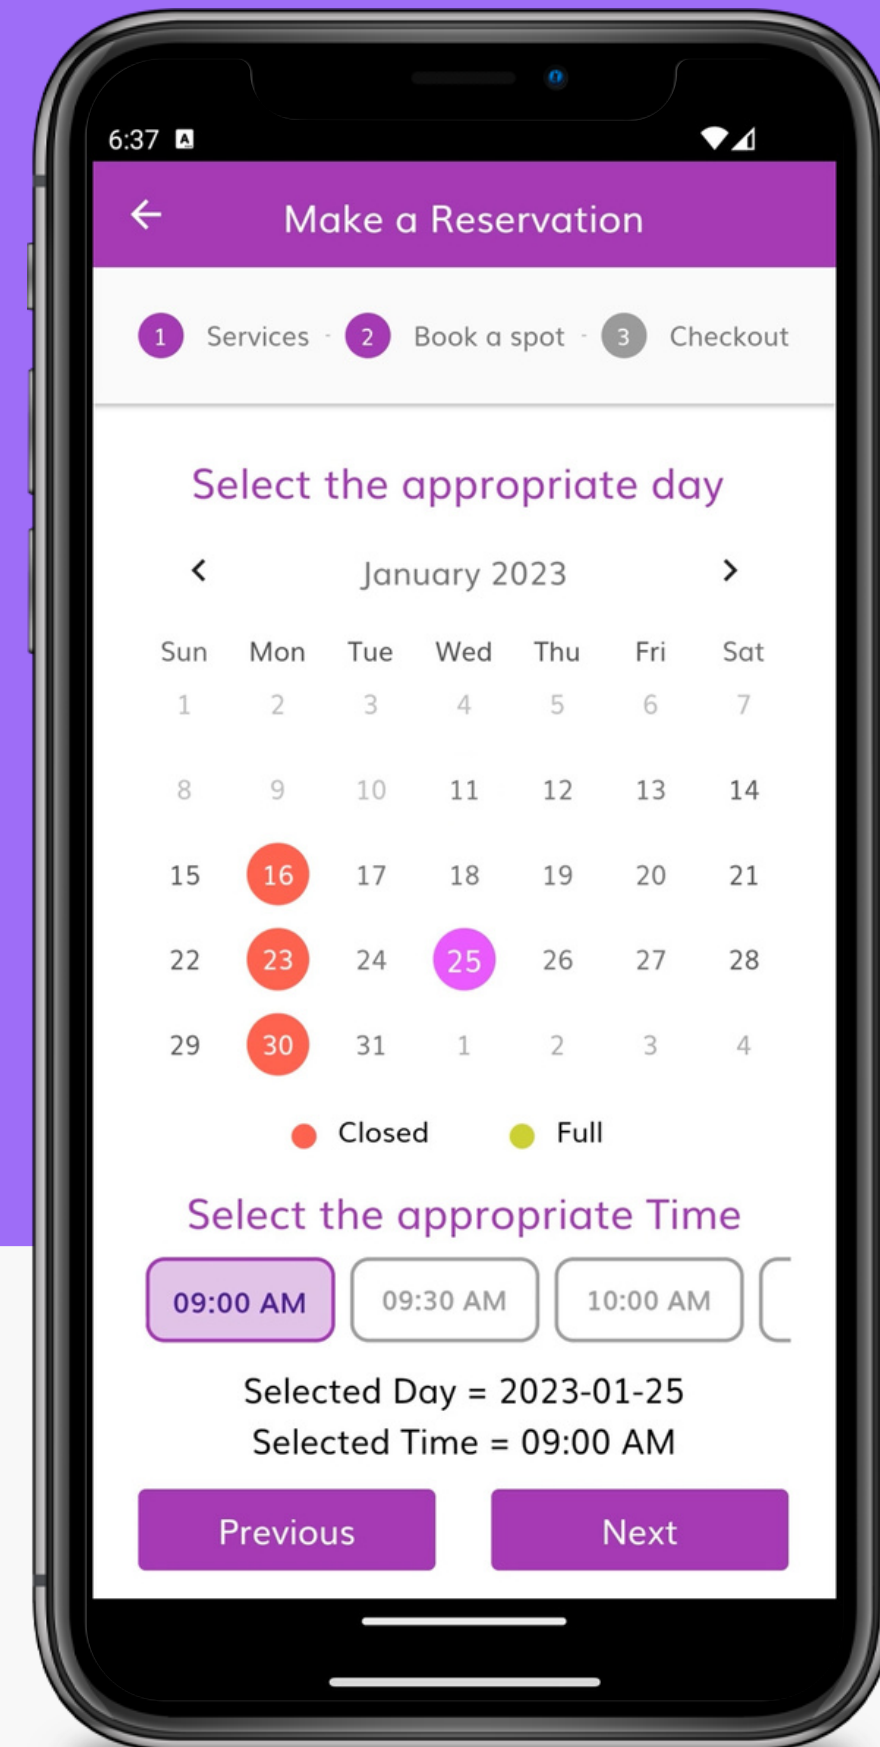 6:37 A
Make a Reservation
1 Services - 2 Book a spot - 3 Checkout
Select the appropriate day
January 2023
Sun Mon Tue Wed Thu Fri Sat
1 2 3 4 5 6 7
8 9 10 11 12 13 14
15 16 17 18 19 20 21
22 23 24 25 26 27 28
29 30 31 1 2 3 4
Closed Full
Select the appropriate Time
09:00 AM 09:30 AM 10:00 AM
Selected Day = 2023-01-25
Selected Time = 09:00 AM
Previous Next